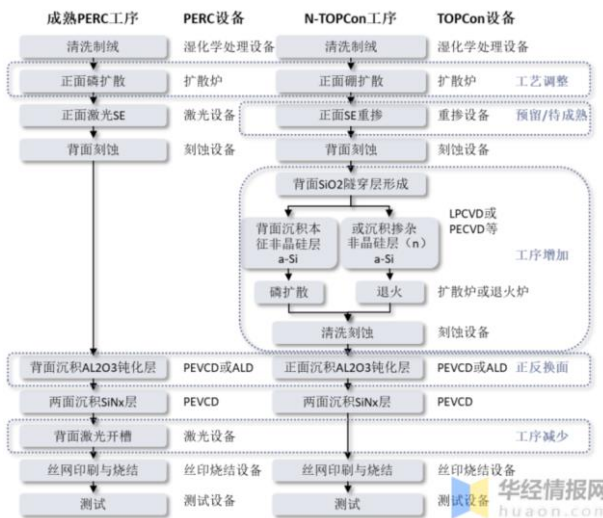 成熟PERC工序 PERC设备 N-TOPCon工序 TOPCon设备
清洗制绒 湿化学处理设备 清洗制绒 湿化学处理设备
正面磷扩散 扩散炉 正面硼扩散 扩散炉 工艺调整
正面激光SE 激光设备 正面SE重掺 重掺设备 预留/待成熟
背面刻蚀 刻蚀设备 背面刻蚀 刻蚀设备
背面SiO2隧穿层形成
背面沉积本征非晶硅层a-Si 或沉积掺杂非晶硅层（n）a-Si LPCVD或PECVD等
工序增加
磷扩散 退火 扩散炉或退火炉
清洗刻蚀 刻蚀设备
背面沉积AL2O3钝化层 PEVCD或ALD 正面沉积AL2O3钝化层 PEVCD或ALD 正反换面
两面沉积SiNx层 PEVCD 两面沉积SiNx层 PEVCD
背面激光开槽 激光设备 工序减少
丝网印刷与烧结 丝印烧结设备 丝网印刷与烧结 丝印烧结设备
测试 测试设备 测试 测试设备
华经情报网
huaon.com